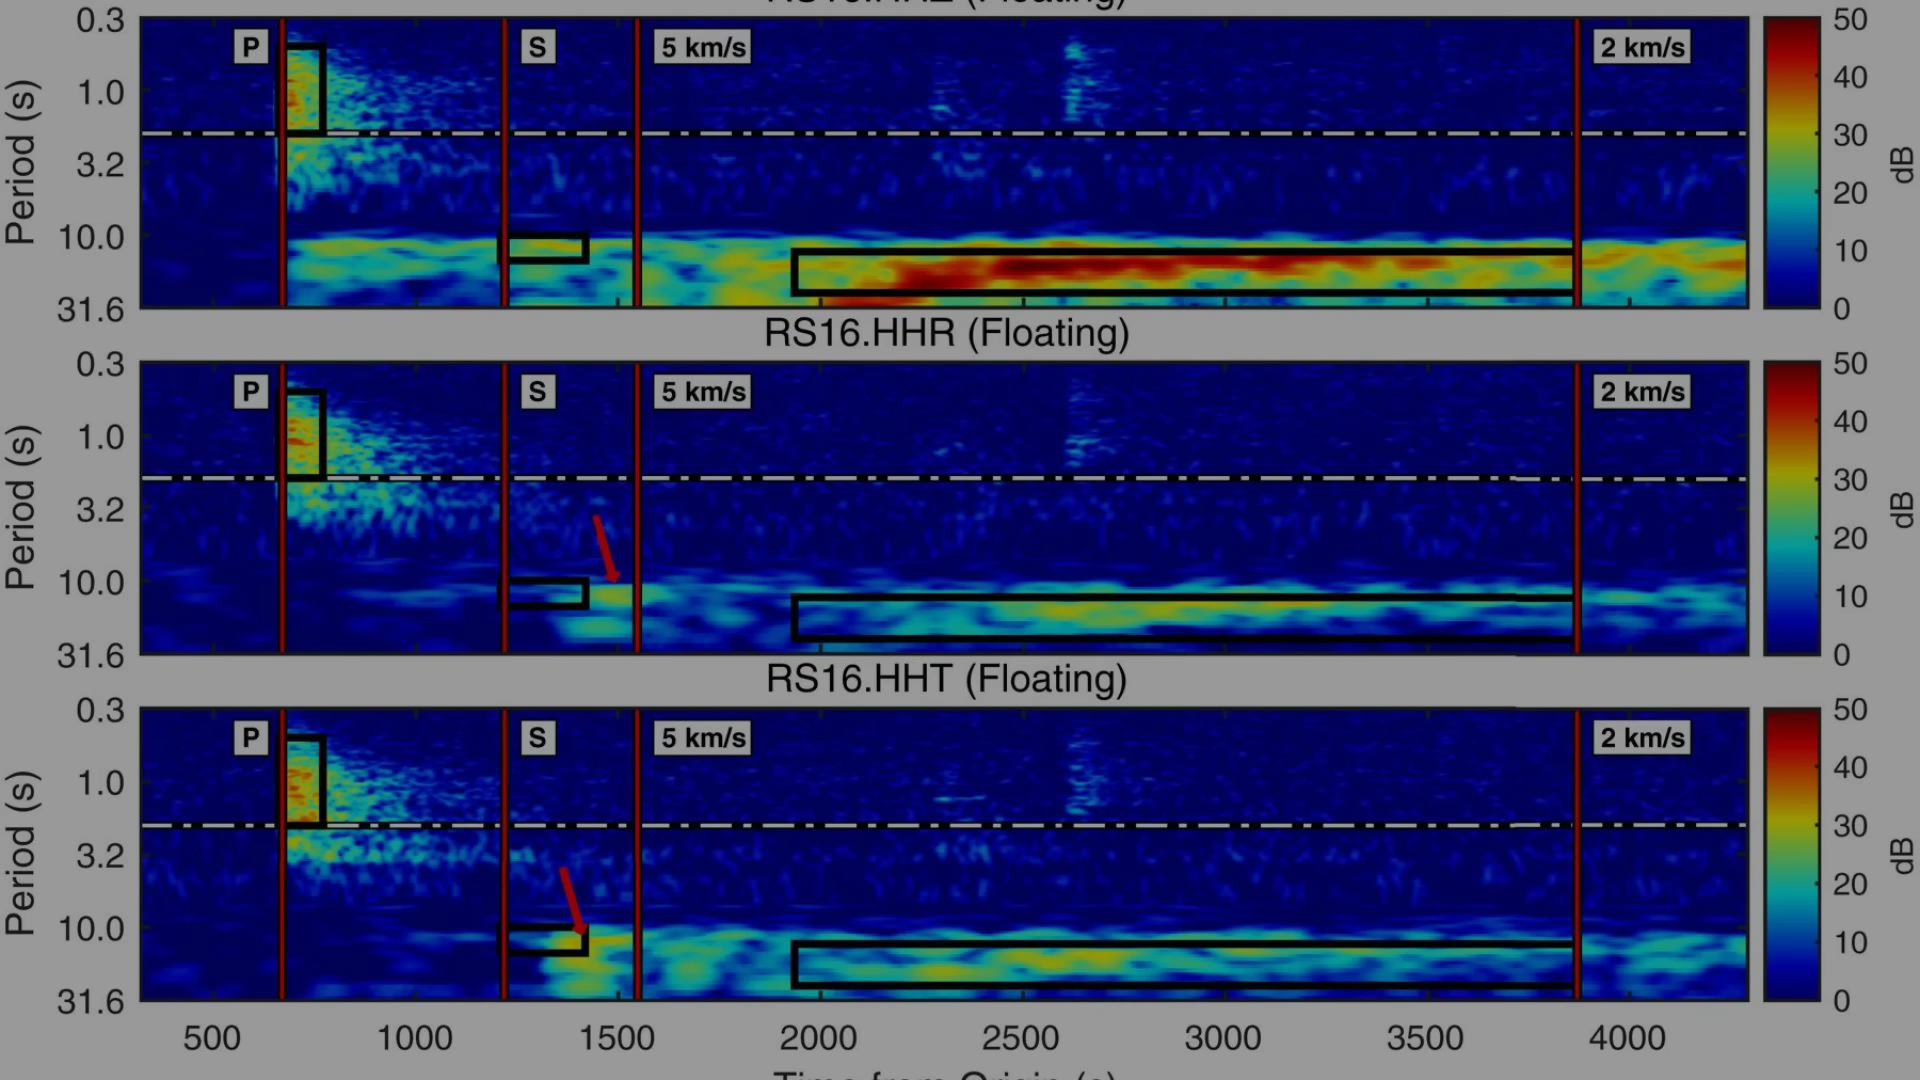 0.3 P S 5 km/s 2 km/s 50
40
1.0
30
3.2
20
10.0
10
31.6
0
Period (s)
dB
RS16.HHR (Floating)
0.3 P S 5 km/s 2 km/s 50
40
1.0
30
3.2
20
10.0
10
31.6
0
Period (s)
dB
RS16.HHT (Floating)
0.3 P S 5 km/s 2 km/s 50
40
1.0
30
3.2
20
10.0
10
31.6
0
Period (s)
dB
500 1000 1500 2000 2500 3000 3500 4000
Time from Origin (s)